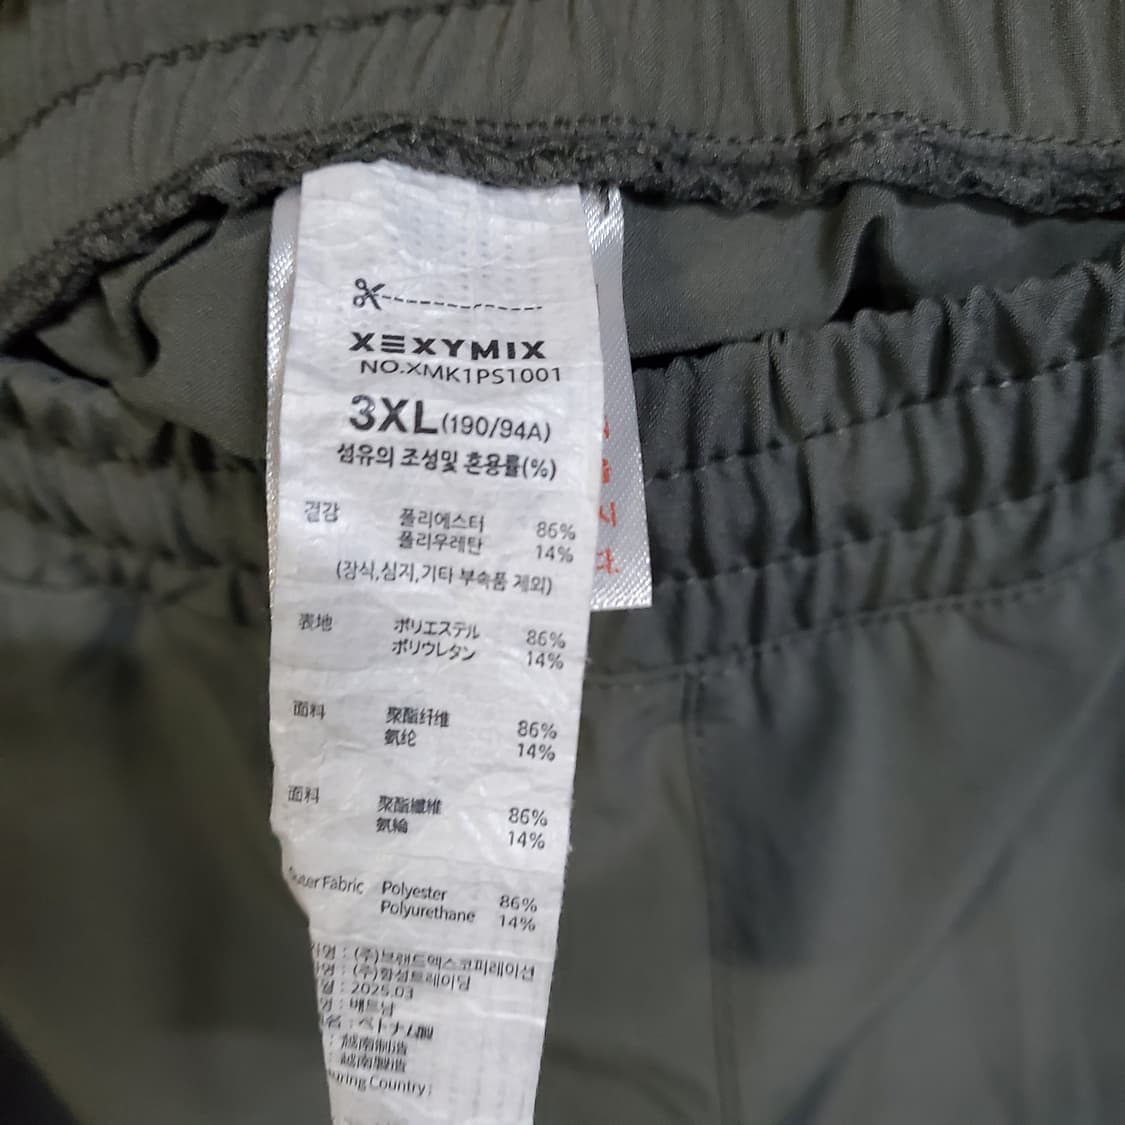 XEXYMIX
NO.XMK1PS1001
3XL(190/94A)
섬유의 조성및 혼용률(%)
겉감 폴리에스터 86%
폴리우레탄 14%
(장식,심지,기타 부속품 제외)
表地 ポリエステル 86%
ポリウレタン 14%
面料 聚酯纤维 86%
氨纶 14%
面料 聚酯纖維 86%
氨綸 14%
Fabric Polyester 86%
Polyurethane 14%
: (주)브랜드엑스코퍼레이션
: (주)화성트레이딩
: 2025.03
: 베트남
: ベトナム製
: 越南制造
: 越南製造
Country :
다.